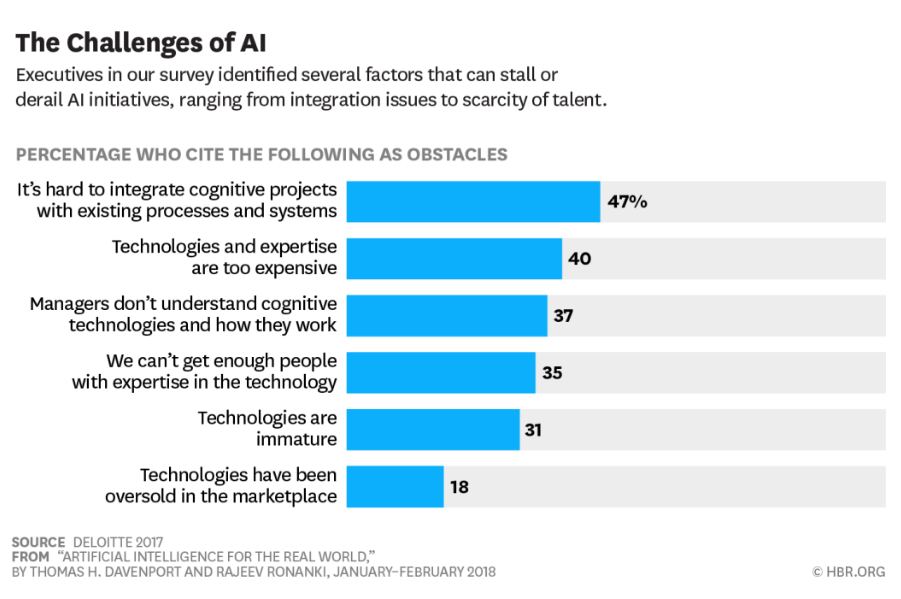 The Challenges of AI
Executives in our survey identified several factors that can stall or
derail AI initiatives, ranging from integration issues to scarcity of talent.
PERCENTAGE WHO CITE THE FOLLOWING AS OBSTACLES
It’s hard to integrate cognitive projects
with existing processes and systems
47%
Technologies and expertise
are too expensive
40
Managers don’t understand cognitive
technologies and how they work
37
We can’t get enough people
with expertise in the technology
35
Technologies are
immature
31
Technologies have been
oversold in the marketplace
18
SOURCE DELOITTE 2017
FROM “ARTIFICIAL INTELLIGENCE FOR THE REAL WORLD,”
BY THOMAS H. DAVENPORT AND RAJEEV RONANKI, JANUARY–FEBRUARY 2018
© HBR.ORG